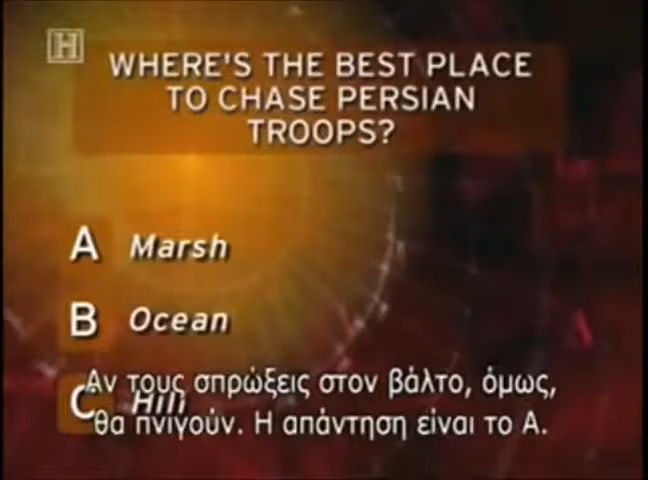 H
WHERE'S THE BEST PLACE
TO CHASE PERSIAN
TROOPS?
A Marsh
B Ocean
C Hill
Αν τους σπρώξεις στον βάλτο, όμως,
θα πνιγούν. Η απάντηση είναι το Α.